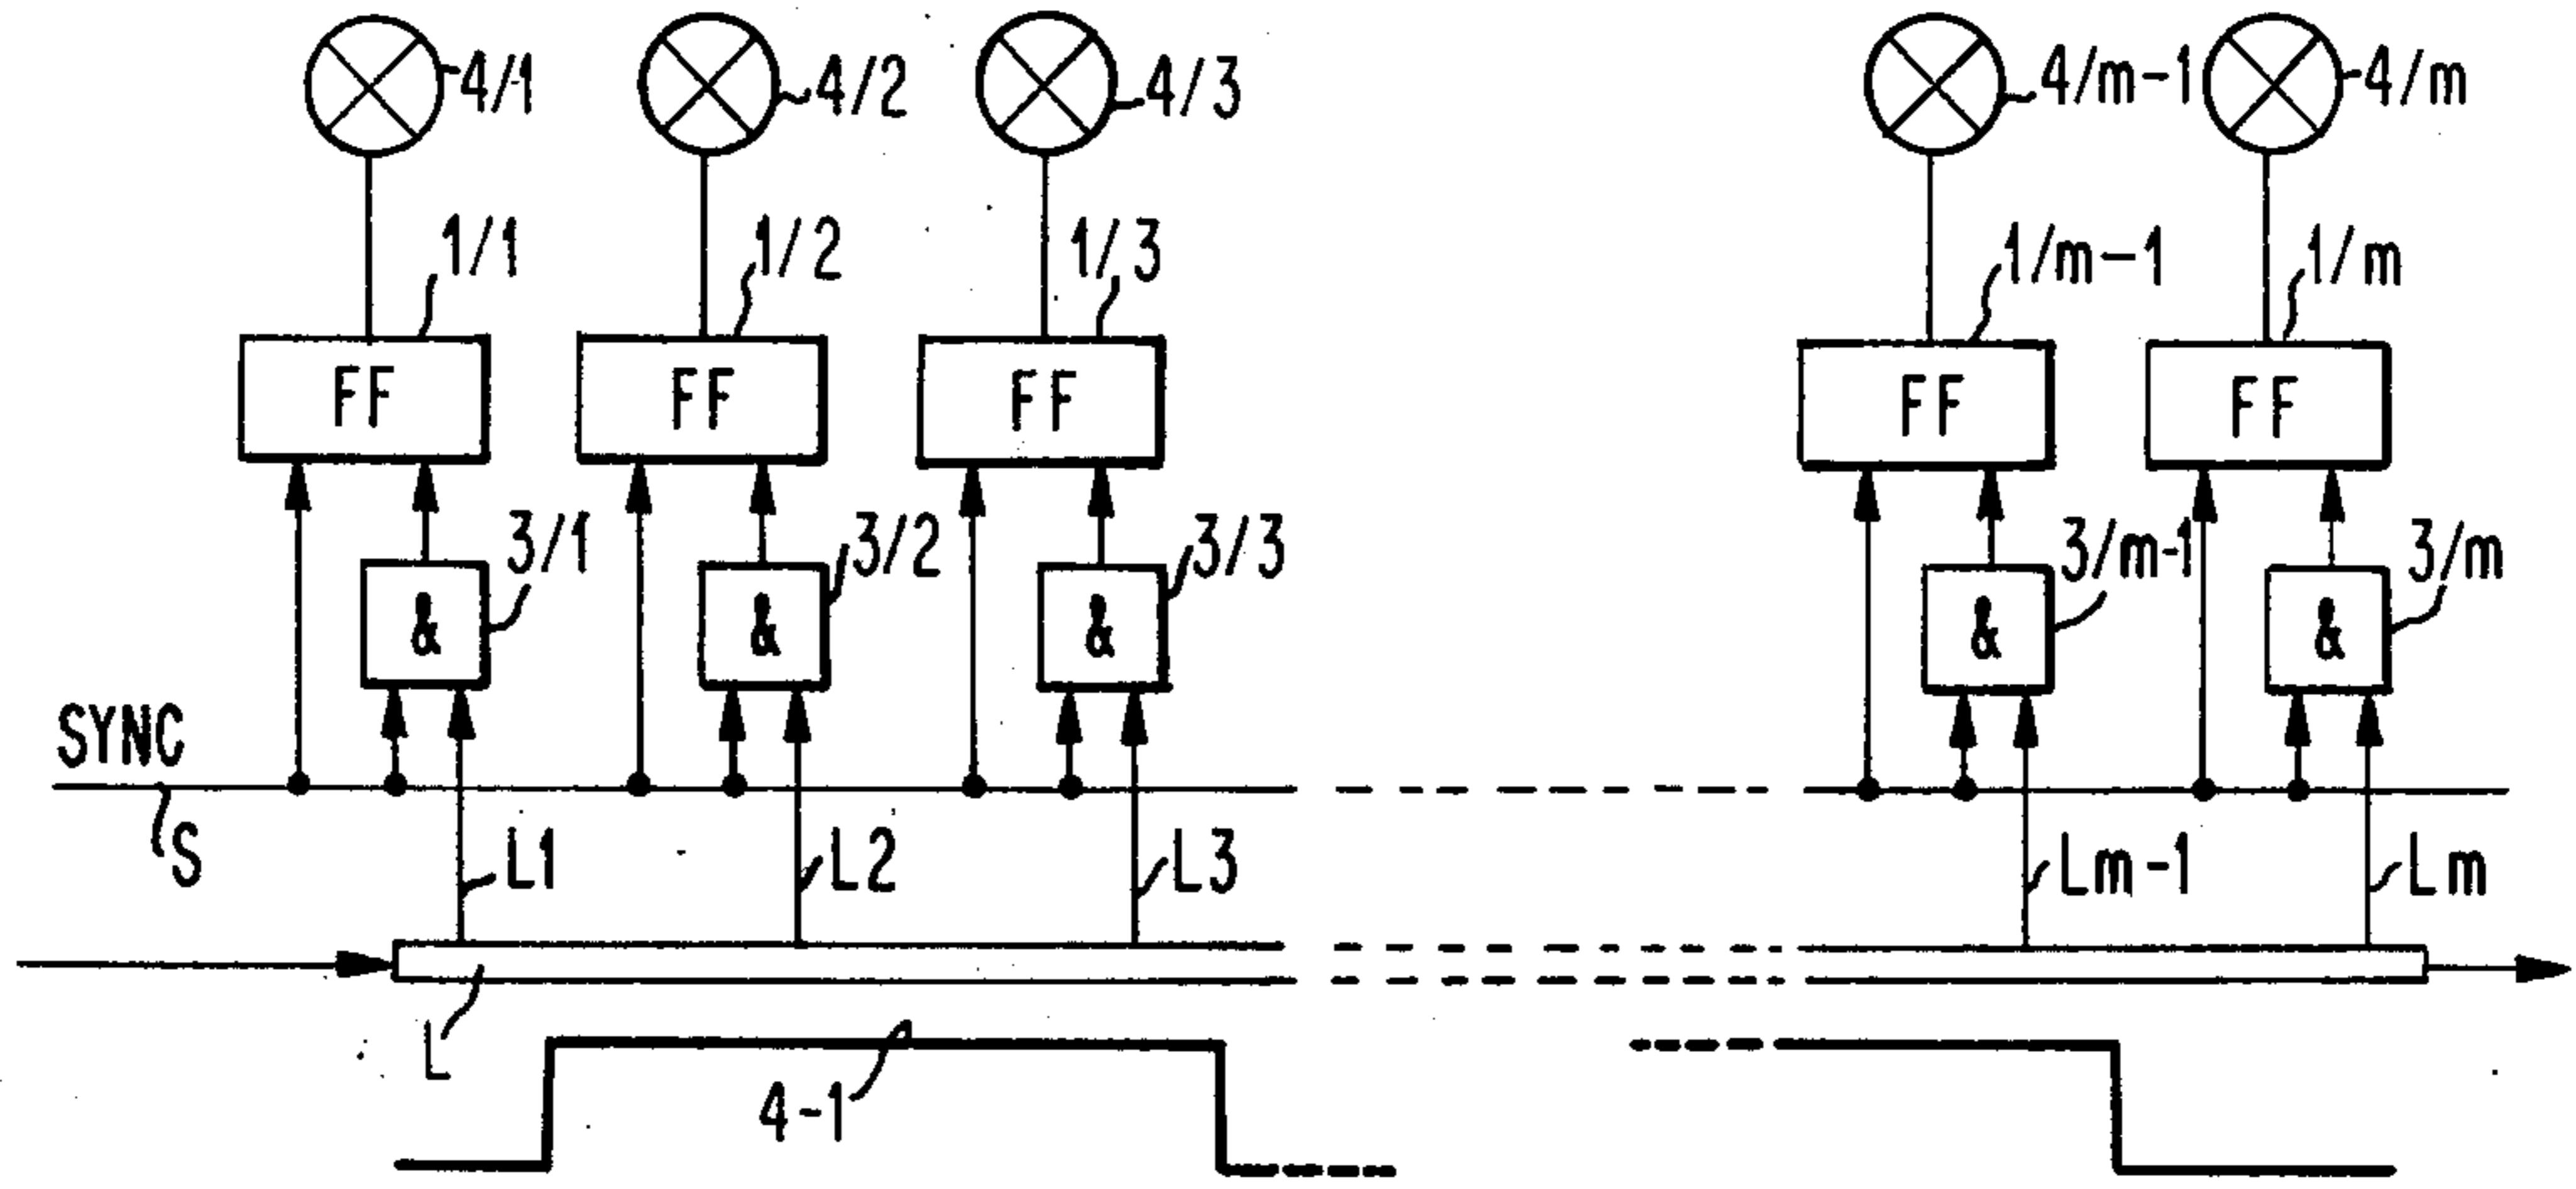 4/1 4/2 4/3 4/m-1 4/m
1/1 1/2 1/3 1/m-1 1/m
FF FF FF FF FF
3/1 3/2 3/3 3/m-1 3/m
& & & & &
SYNC
S L1 L2 L3 Lm-1 Lm
L
4-1